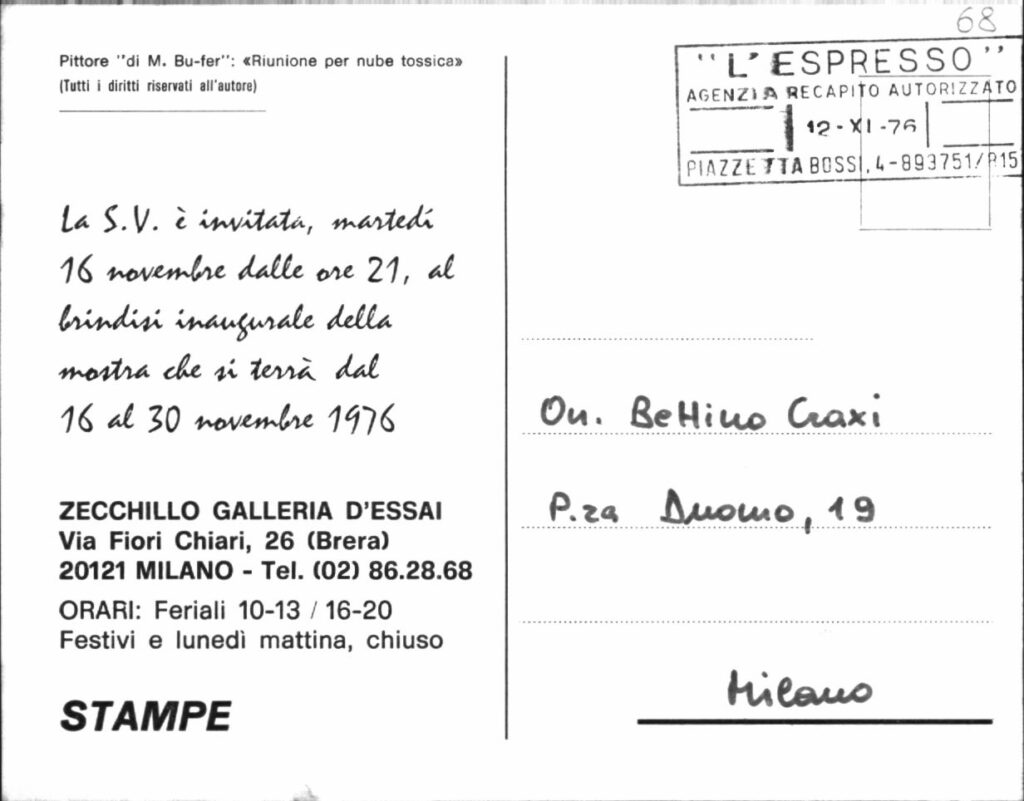 Pittore "di M. Bu-fer": «Riunione per nube tossica»
(Tutti i diritti riservati all'autore)
La S.V. è invitata, martedì
16 novembre dalle ore 21, al
brindisi inaugurale della
mostra che si terrà dal
16 al 30 novembre 1976
ZECCHILLO GALLERIA D'ESSAI
Via Fiori Chiari, 26 (Brera)
20121 MILANO - Tel. (02) 86.28.68
ORARI: Feriali 10-13 / 16-20
Festivi e lunedì mattina, chiuso
STAMPE
68
"L'ESPRESSO"
AGENZIA RECAPITO AUTORIZZATO
12-XI-76
PIAZZETTA BOSSI, 4-893751/R15
On. Bettino Craxi
P.za Duomo, 19
Milano